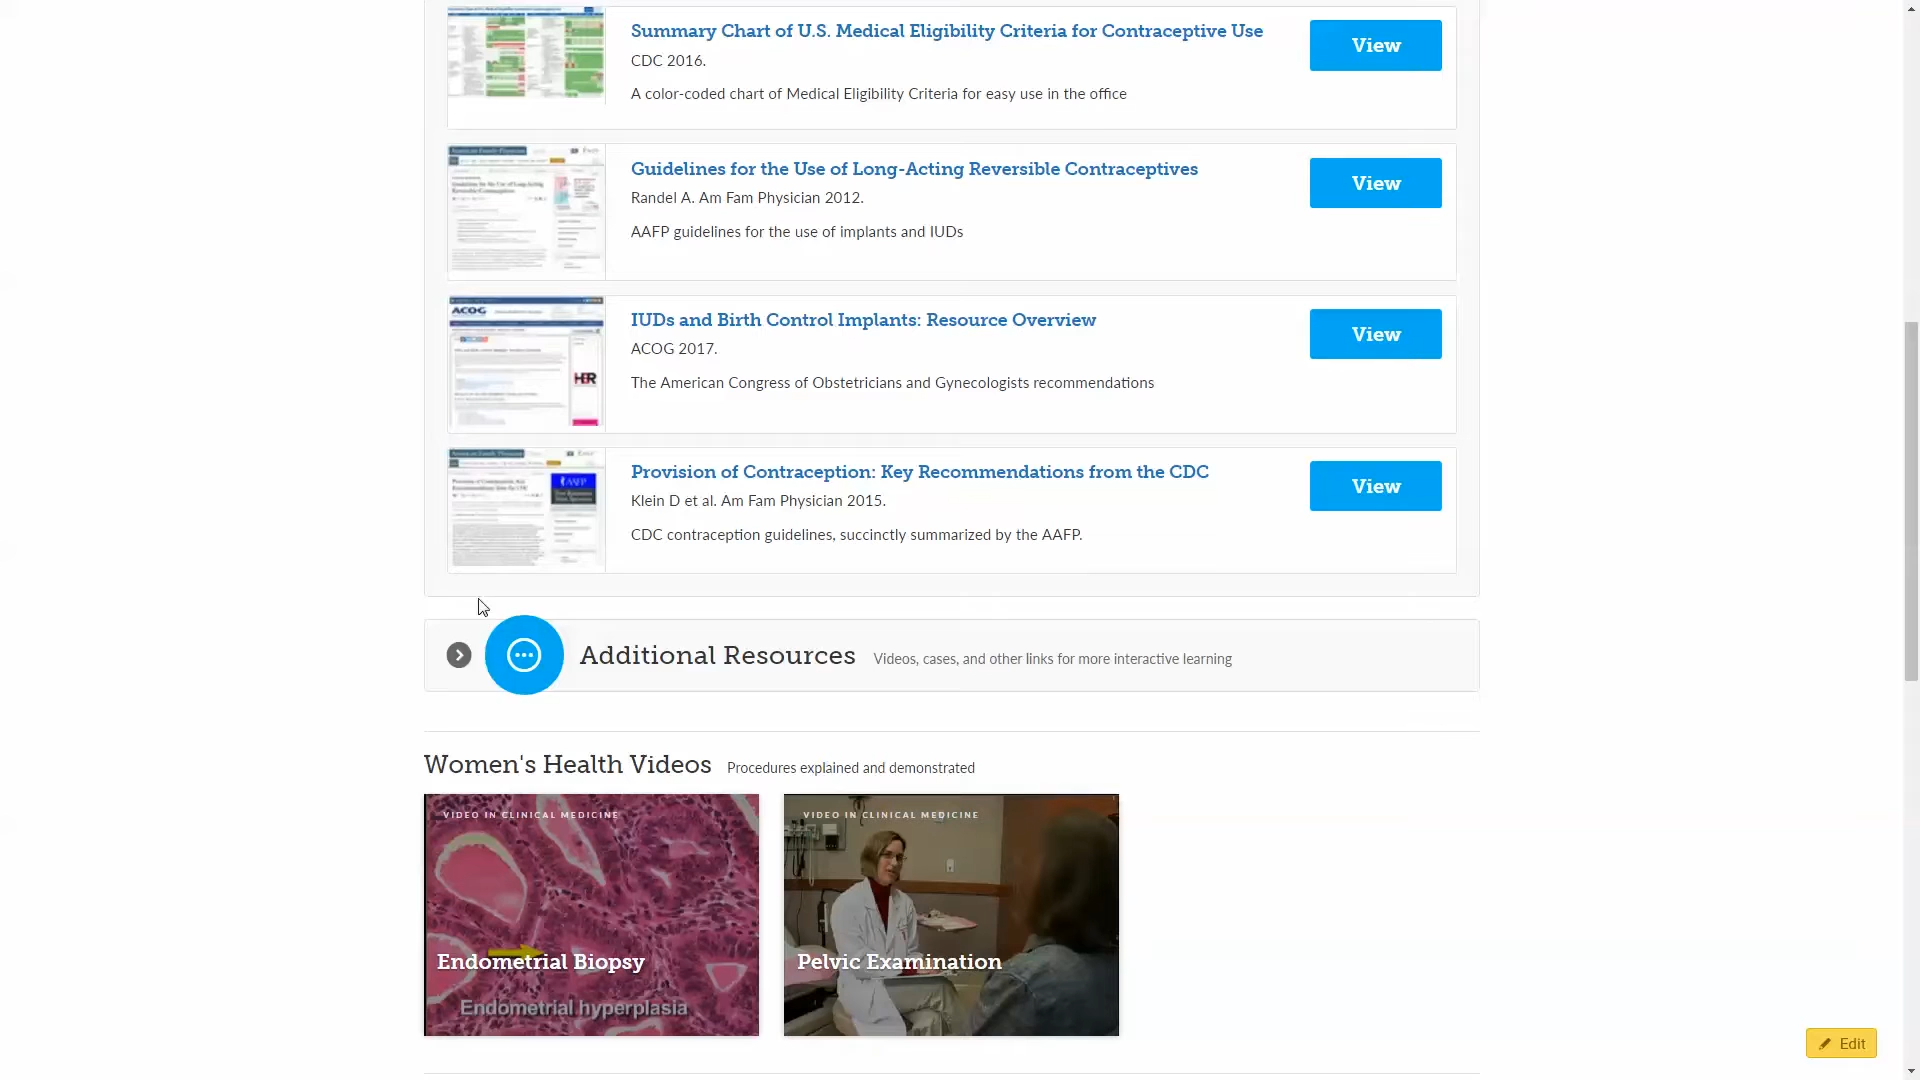 Summary Chart of U.S. Medical Eligibility Criteria for Contraceptive Use
View
CDC 2016.
A color-coded chart of Medical Eligibility Criteria for easy use in the office
Guidelines for the Use of Long-Acting Reversible Contraceptives
View
Randel A. Am Fam Physician 2012.
AAFP guidelines for the use of implants and IUDs
ACOG
IUDs and Birth Control Implants: Resource Overview
View
ACOG 2017.
The American Congress of Obstetricians and Gynecologists recommendations
Provision of Contraception: Key Recommendations from the CDC
View
Klein D et al. Am Fam Physician 2015.
CDC contraception guidelines, succinctly summarized by the AAFP.
Additional Resources Videos, cases, and other links for more interactive learning
Women's Health Videos Procedures explained and demonstrated
VIDEO IN CLINICAL MEDICINE
Endometrial Biopsy
Endometrial hyperplasia
VIDEO IN CLINICAL MEDICINE
Pelvic Examination
Edit